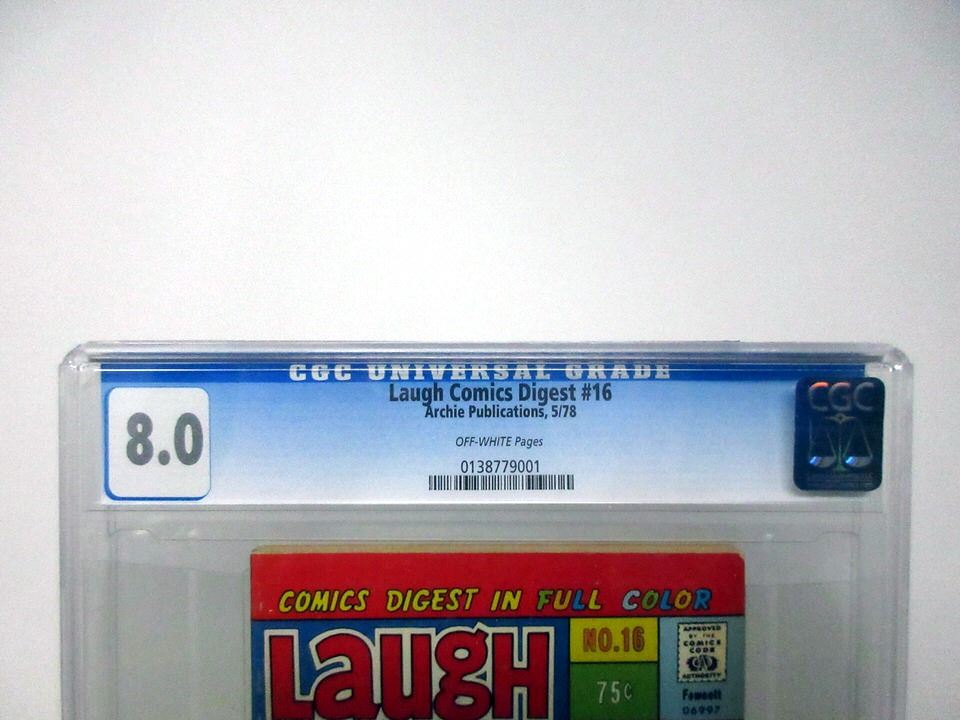 CGC UNIVERSAL GRADE
8.0
Laugh Comics Digest #16
Archie Publications, 5/78
OFF-WHITE Pages
0138779001
CGC
COMICS DIGEST IN FULL COLOR
LAUGH
NO.16
75¢
APPROVED
BY THE
COMICS
CODE
CA
AUTHORITY
Fawcett
06997